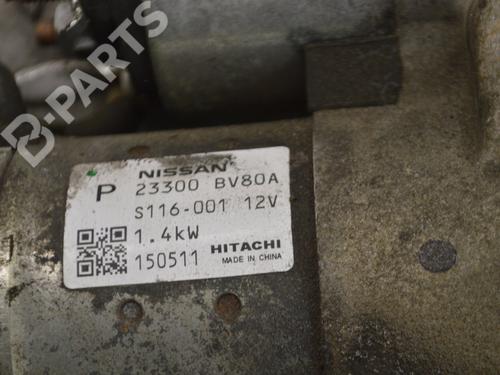 B-PARTS
NISSAN
P 23300 BV80A
S116-001 12V
1.4kW
HITACHI
150511 MADE IN CHINA